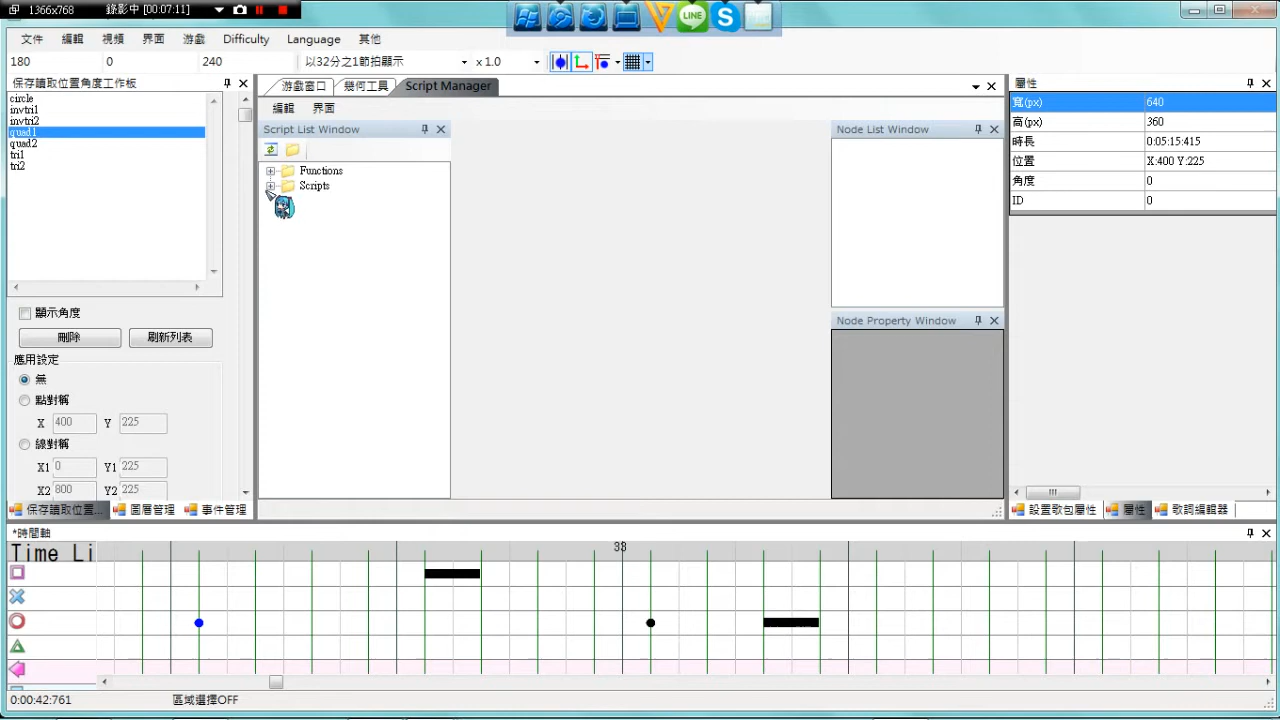 1366x768 錄影中 [00:07:11]
LINE
文件 編輯 視頻 界面 遊戲 Difficulty Language 其他
180 0 240 以32分之1節拍顯示 x 1.0
保存讀取位置角度工作板
circle
invtri1
invtri2
quad1
quad2
tri1
tri2
顯示角度
刪除 刷新列表
應用設定
無
點對稱
X 400 Y 225
線對稱
X1 0 Y1 225
X2 800 Y2 225
保存讀取位置... 圖層管理 事件管理
遊戲窗口 幾何工具 Script Manager
編輯 界面
Script List Window
Functions
Scripts
Node List Window
Node Property Window
屬性
寬(px) 640
高(px) 360
時長 0:05:15:415
位置 X:400 Y:225
角度 0
ID 0
設置歌包屬性 屬性 歌詞編輯器
*時間軸
Time Li
33
0:00:42:761 區域選擇OFF